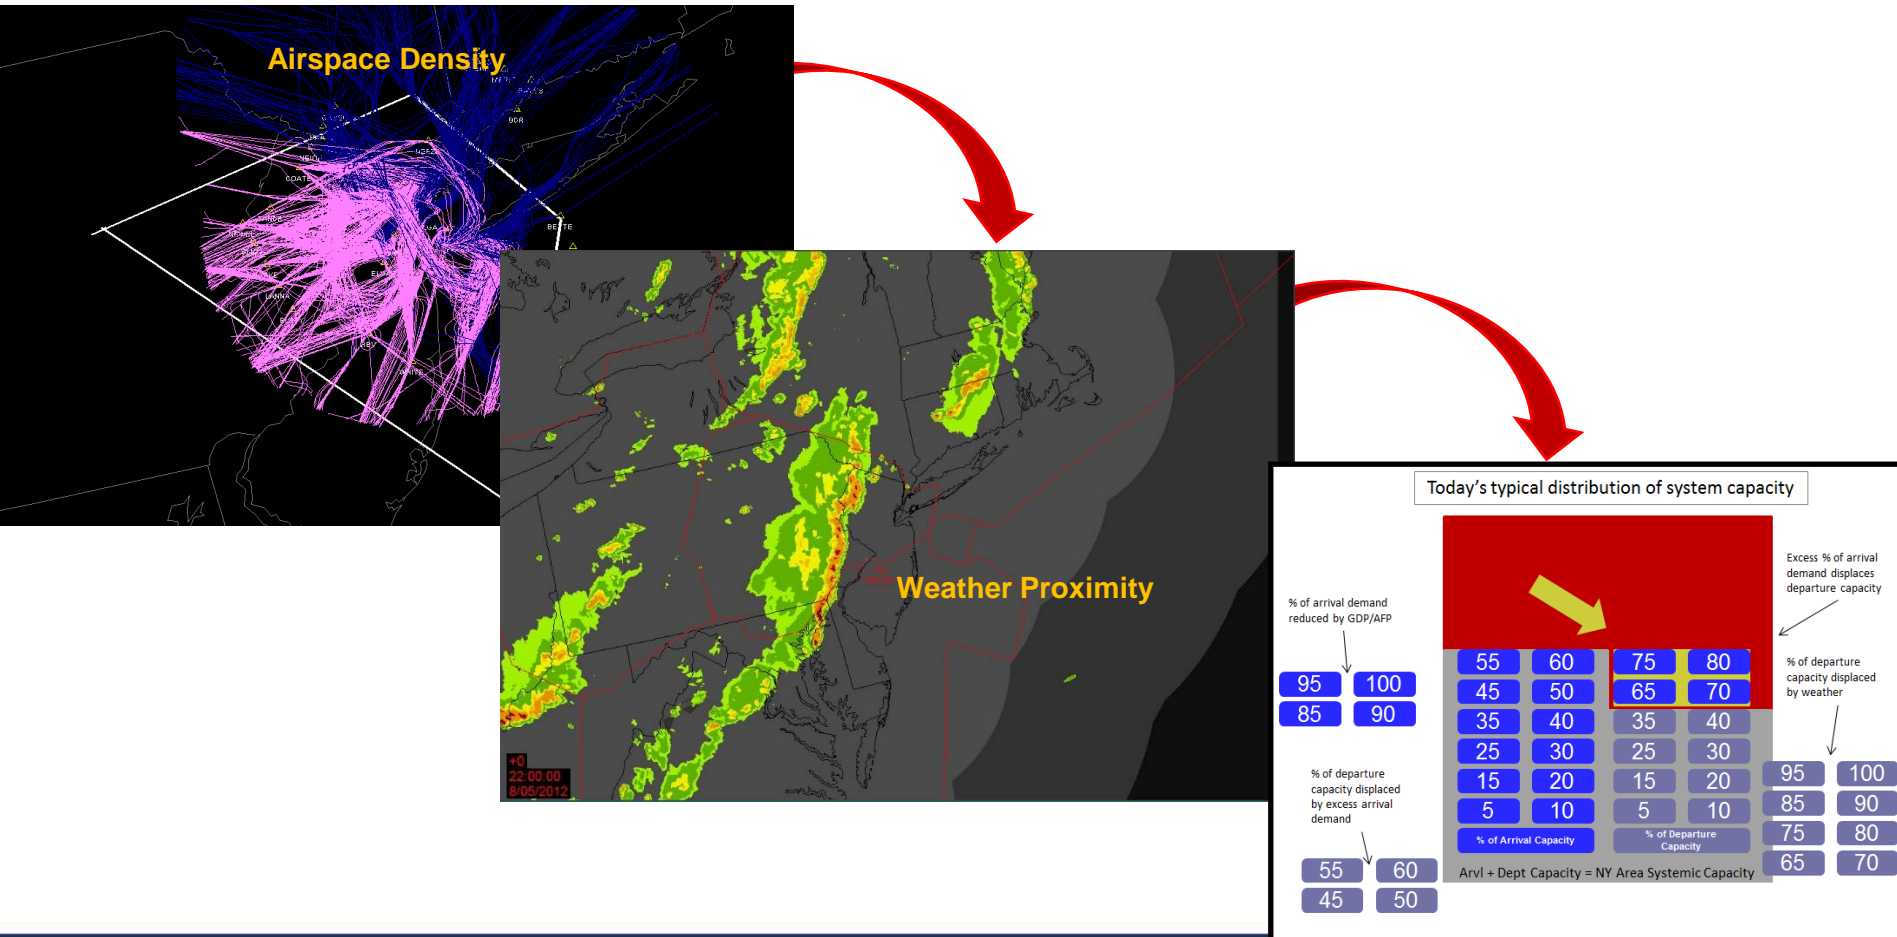 Airspace Density
BDR
COATE
BEZTE
LANNA
RBV
Weather Proximity
+0
22:00:00
8/05/2012
Today's typical distribution of system capacity
Excess % of arrival
demand displaces
departure capacity
% of arrival demand
reduced by GDP/AFP
% of departure
capacity displaced
by weather
95 100
85 90
55 60 75 80
45 50 65 70
35 40 35 40
25 30 25 30
15 20 15 20
5 10 5 10
% of Arrival Capacity
% of Departure
Capacity
Arvl + Dept Capacity = NY Area Systemic Capacity
95 100
85 90
75 80
65 70
% of departure
capacity displaced
by excess arrival
demand
55 60
45 50